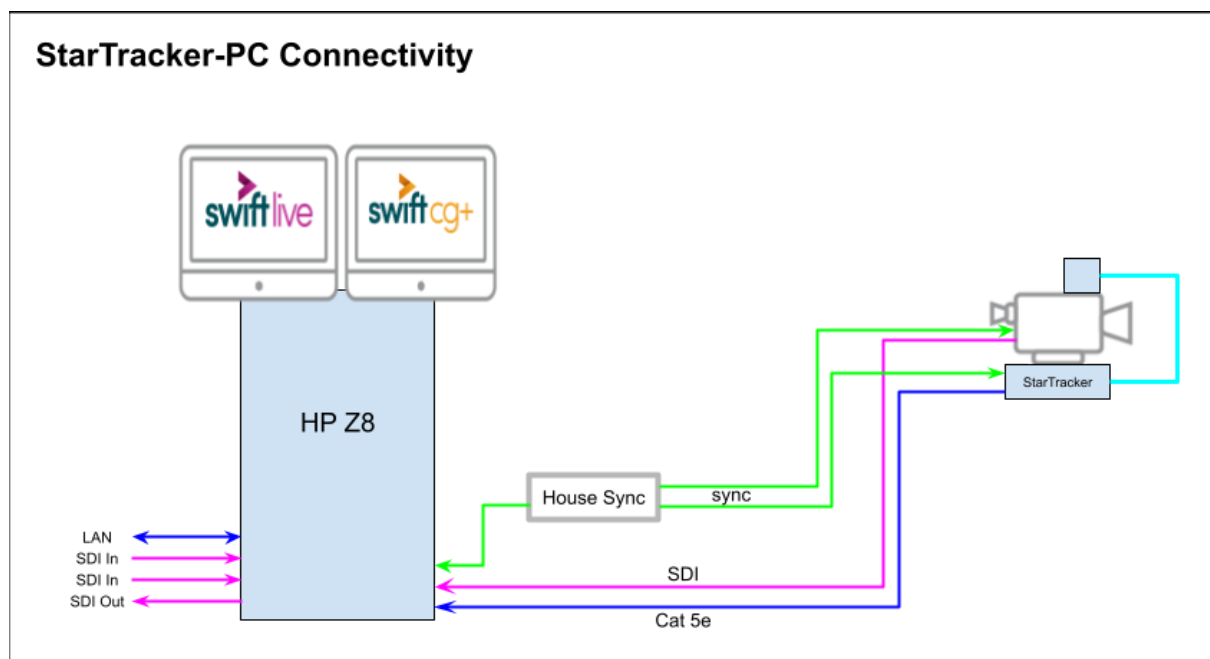 StarTracker-PC Connectivity
swift live
swift cg+
StarTracker
HP Z8
House Sync
sync
LAN
SDI In
SDI In
SDI Out
SDI
Cat 5e